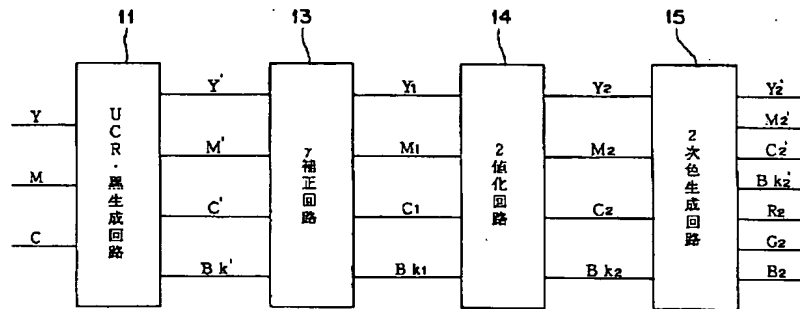 11
13
14
15
Y
M
C
UCR・黒生成回路
Y'
M'
C'
Bk'
γ補正回路
Y1
M1
C1
Bk1
2値化回路
Y2
M2
C2
Bk2
2次色生成回路
Y2'
M2'
C2'
Bk2'
R2
G2
B2